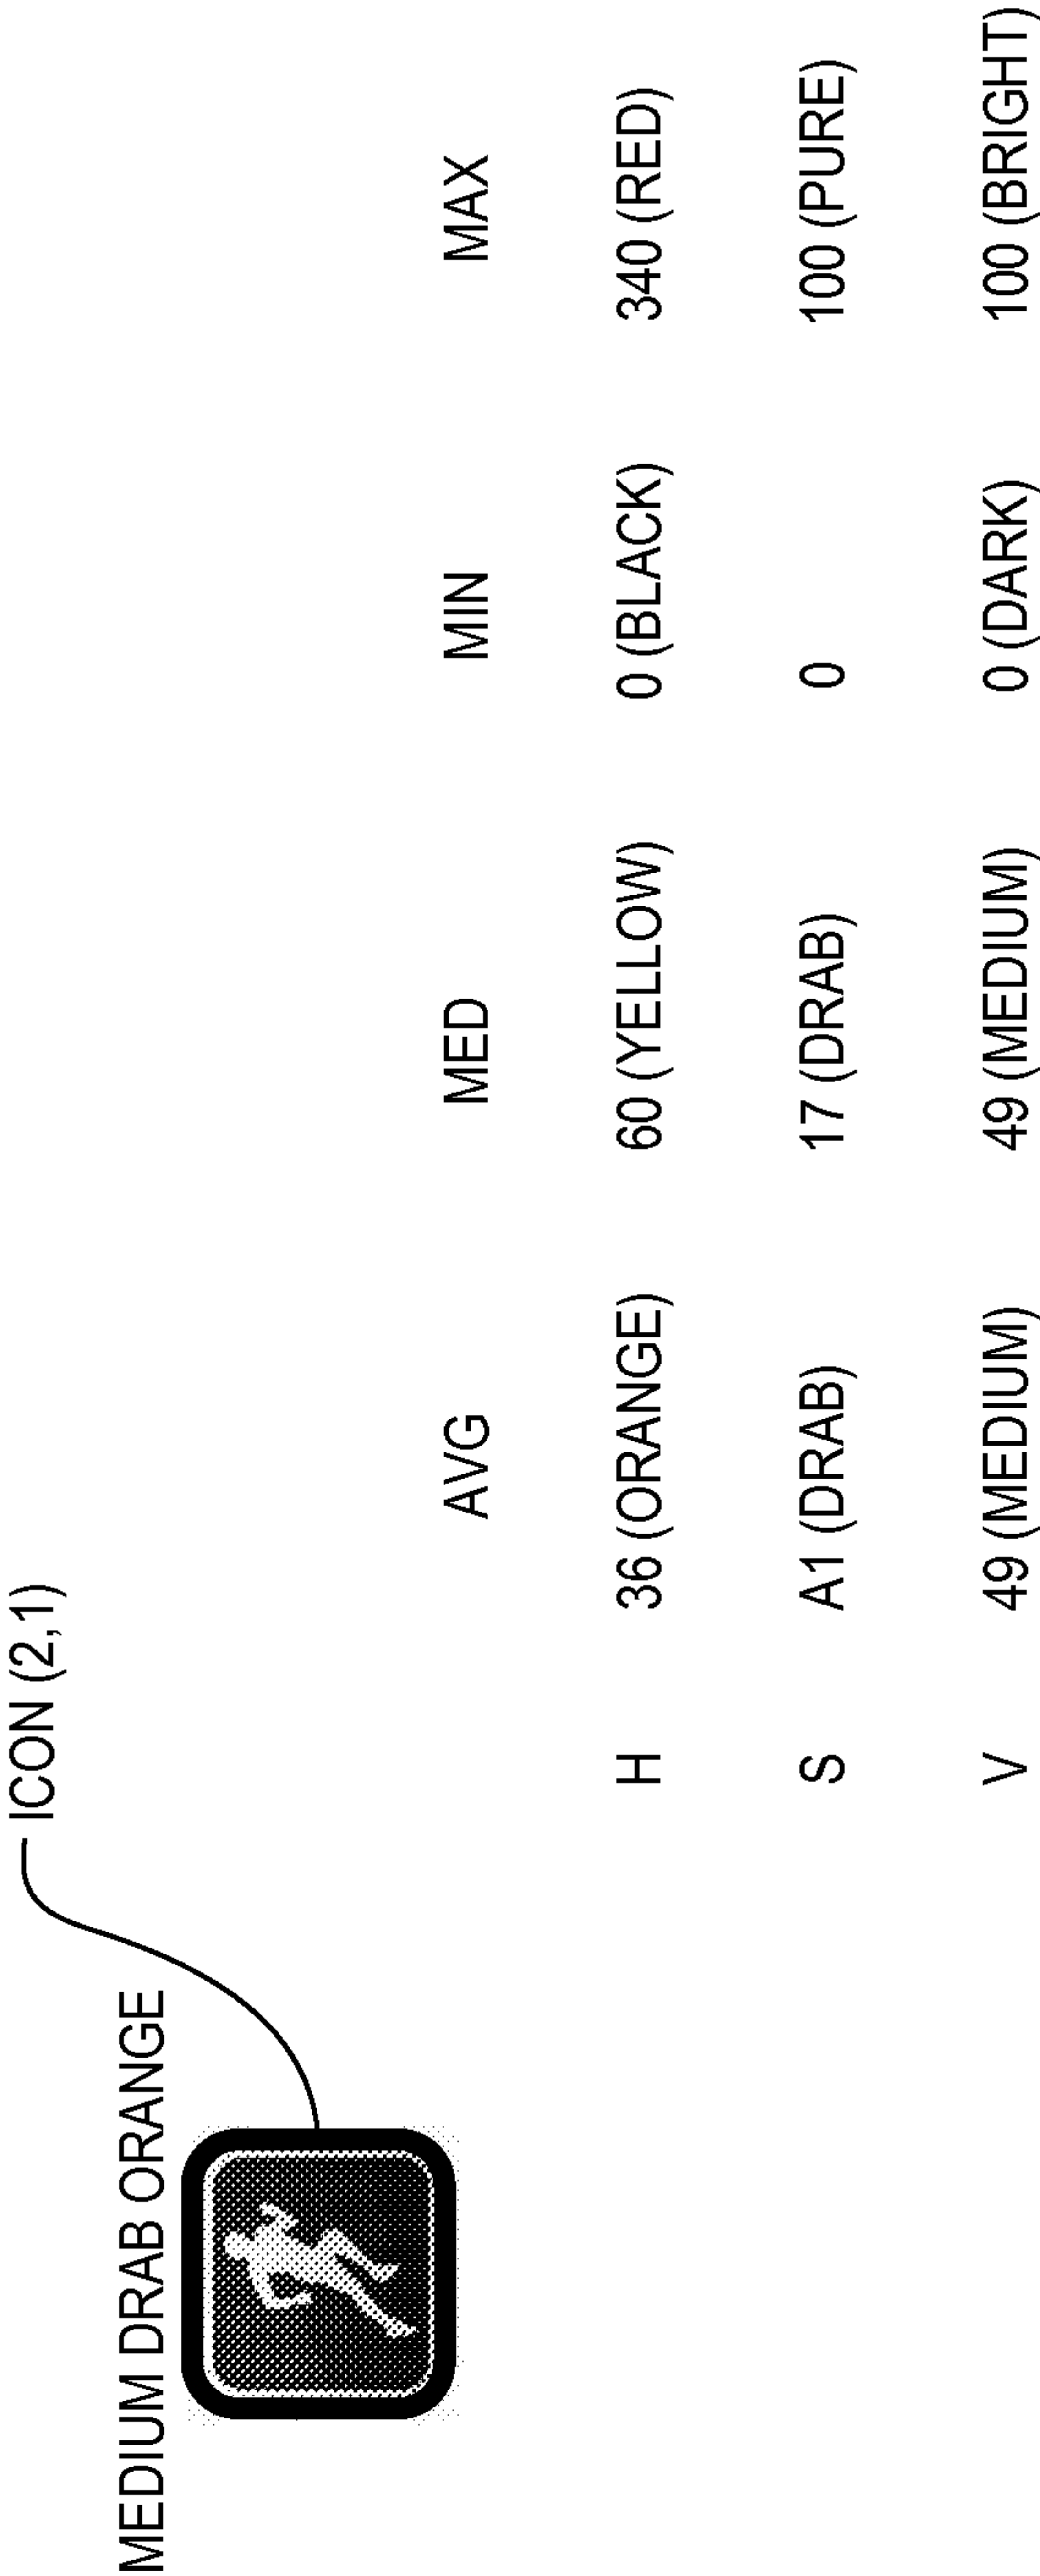 ICON (2,1)
MEDIUM DRAB ORANGE
AVG MED MIN MAX
H 36 (ORANGE) 60 (YELLOW) 0 (BLACK) 340 (RED)
S A1 (DRAB) 17 (DRAB) 0 100 (PURE)
V 49 (MEDIUM) 49 (MEDIUM) 0 (DARK) 100 (BRIGHT)